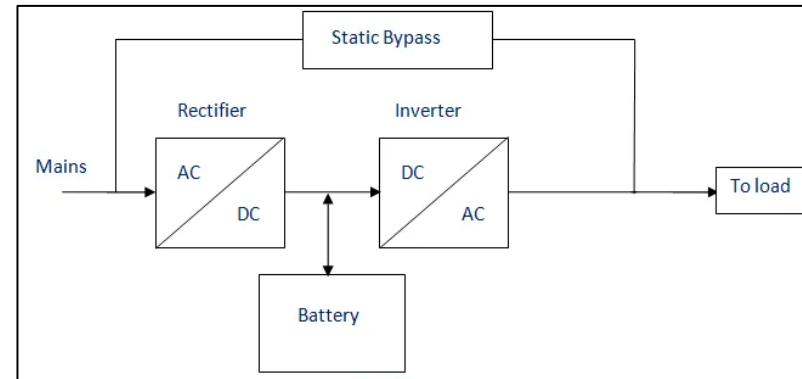 Static Bypass
Rectifier
Inverter
Mains
AC
DC
DC
AC
To load
Battery